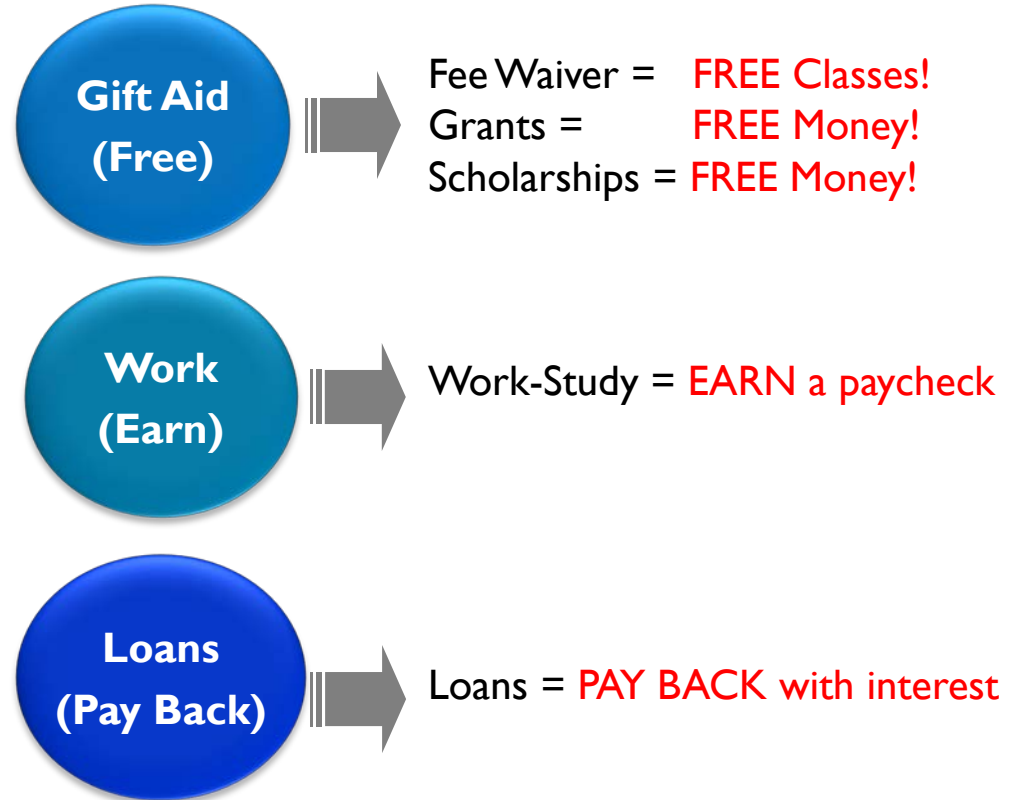 Gift Aid
(Free)
Fee Waiver = FREE Classes!
Grants = FREE Money!
Scholarships = FREE Money!
Work
(Earn)
Work-Study = EARN a paycheck
Loans
(Pay Back)
Loans = PAY BACK with interest